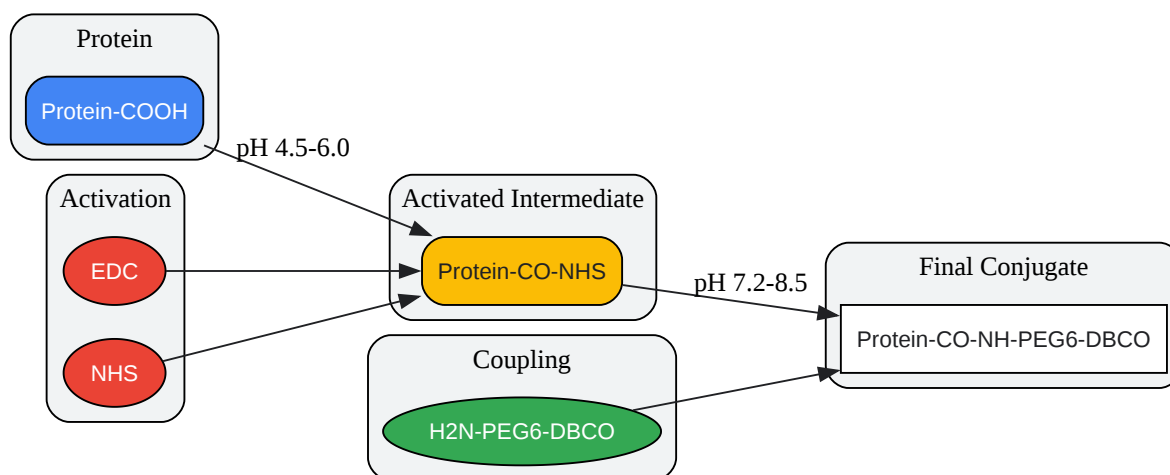 Protein
Protein-COOH
pH 4.5-6.0
Activation
EDC
NHS
Activated Intermediate
Protein-CO-NHS
pH 7.2-8.5
Coupling
H2N-PEG6-DBCO
Final Conjugate
Protein-CO-NH-PEG6-DBCO